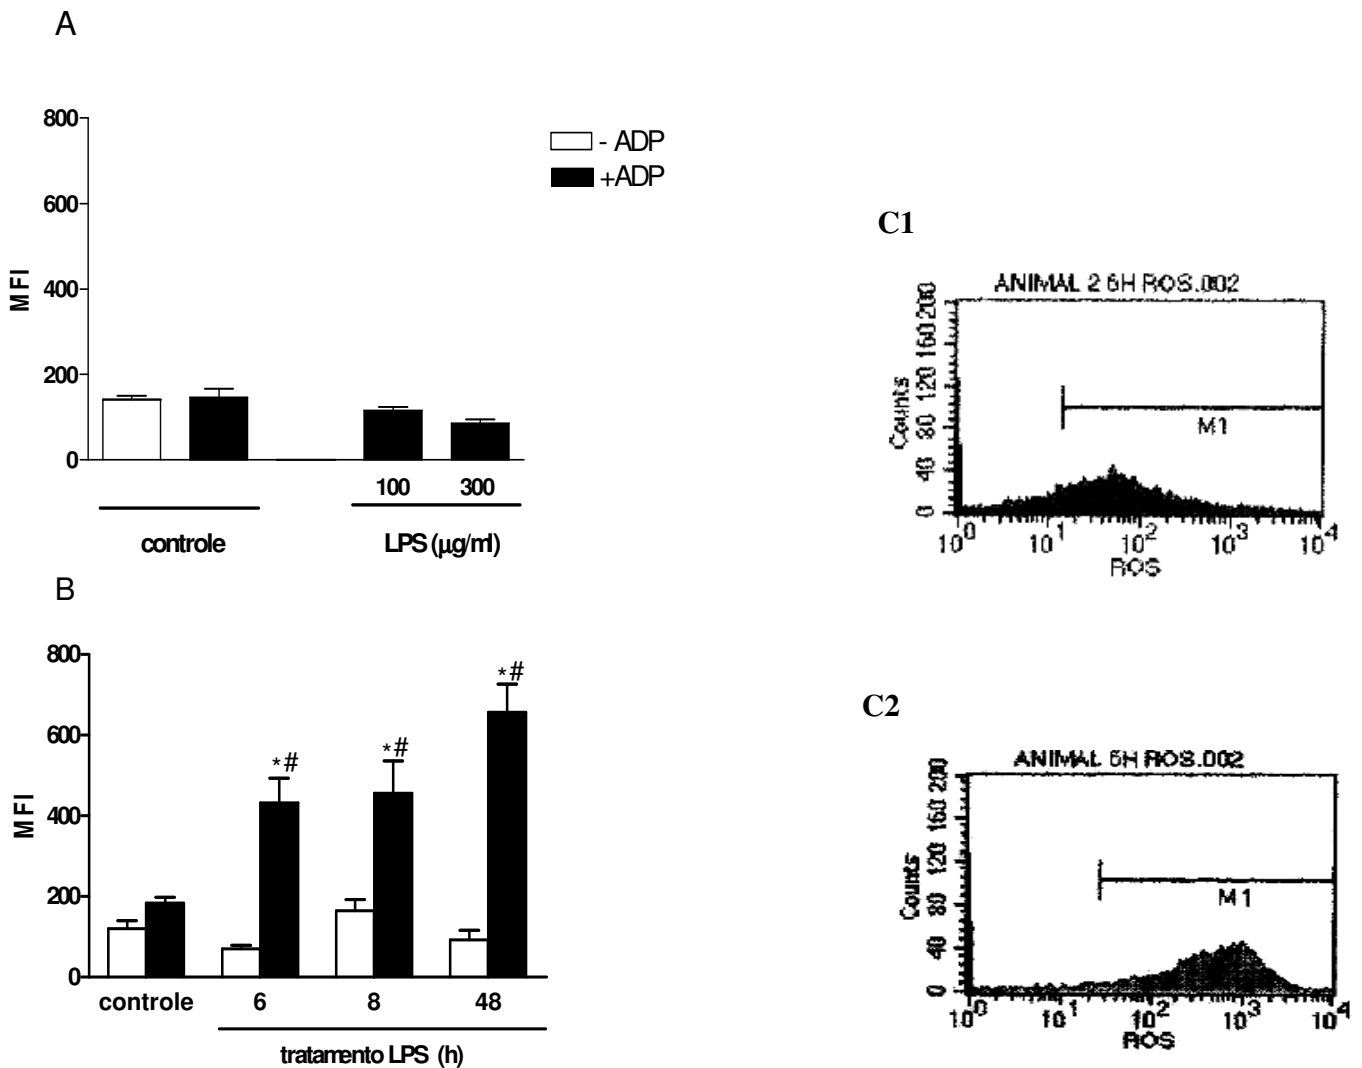 A
800
600
400
200
0
MFI
- ADP
+ADP
100 300
controle LPS (µg/ml)
B
800
600
400
200
0
MFI
*# *# *#
controle 6 8 48
tratamento LPS (h)
C1
ANIMAL 2 6H ROS.002
Counts
200
160
120
80
40
0
M1
10^0 10^1 10^2 10^3 10^4
ROS
C2
ANIMAL 6H ROS.002
Counts
200
160
120
80
40
0
M1
10^0 10^1 10^2 10^3 10^4
ROS